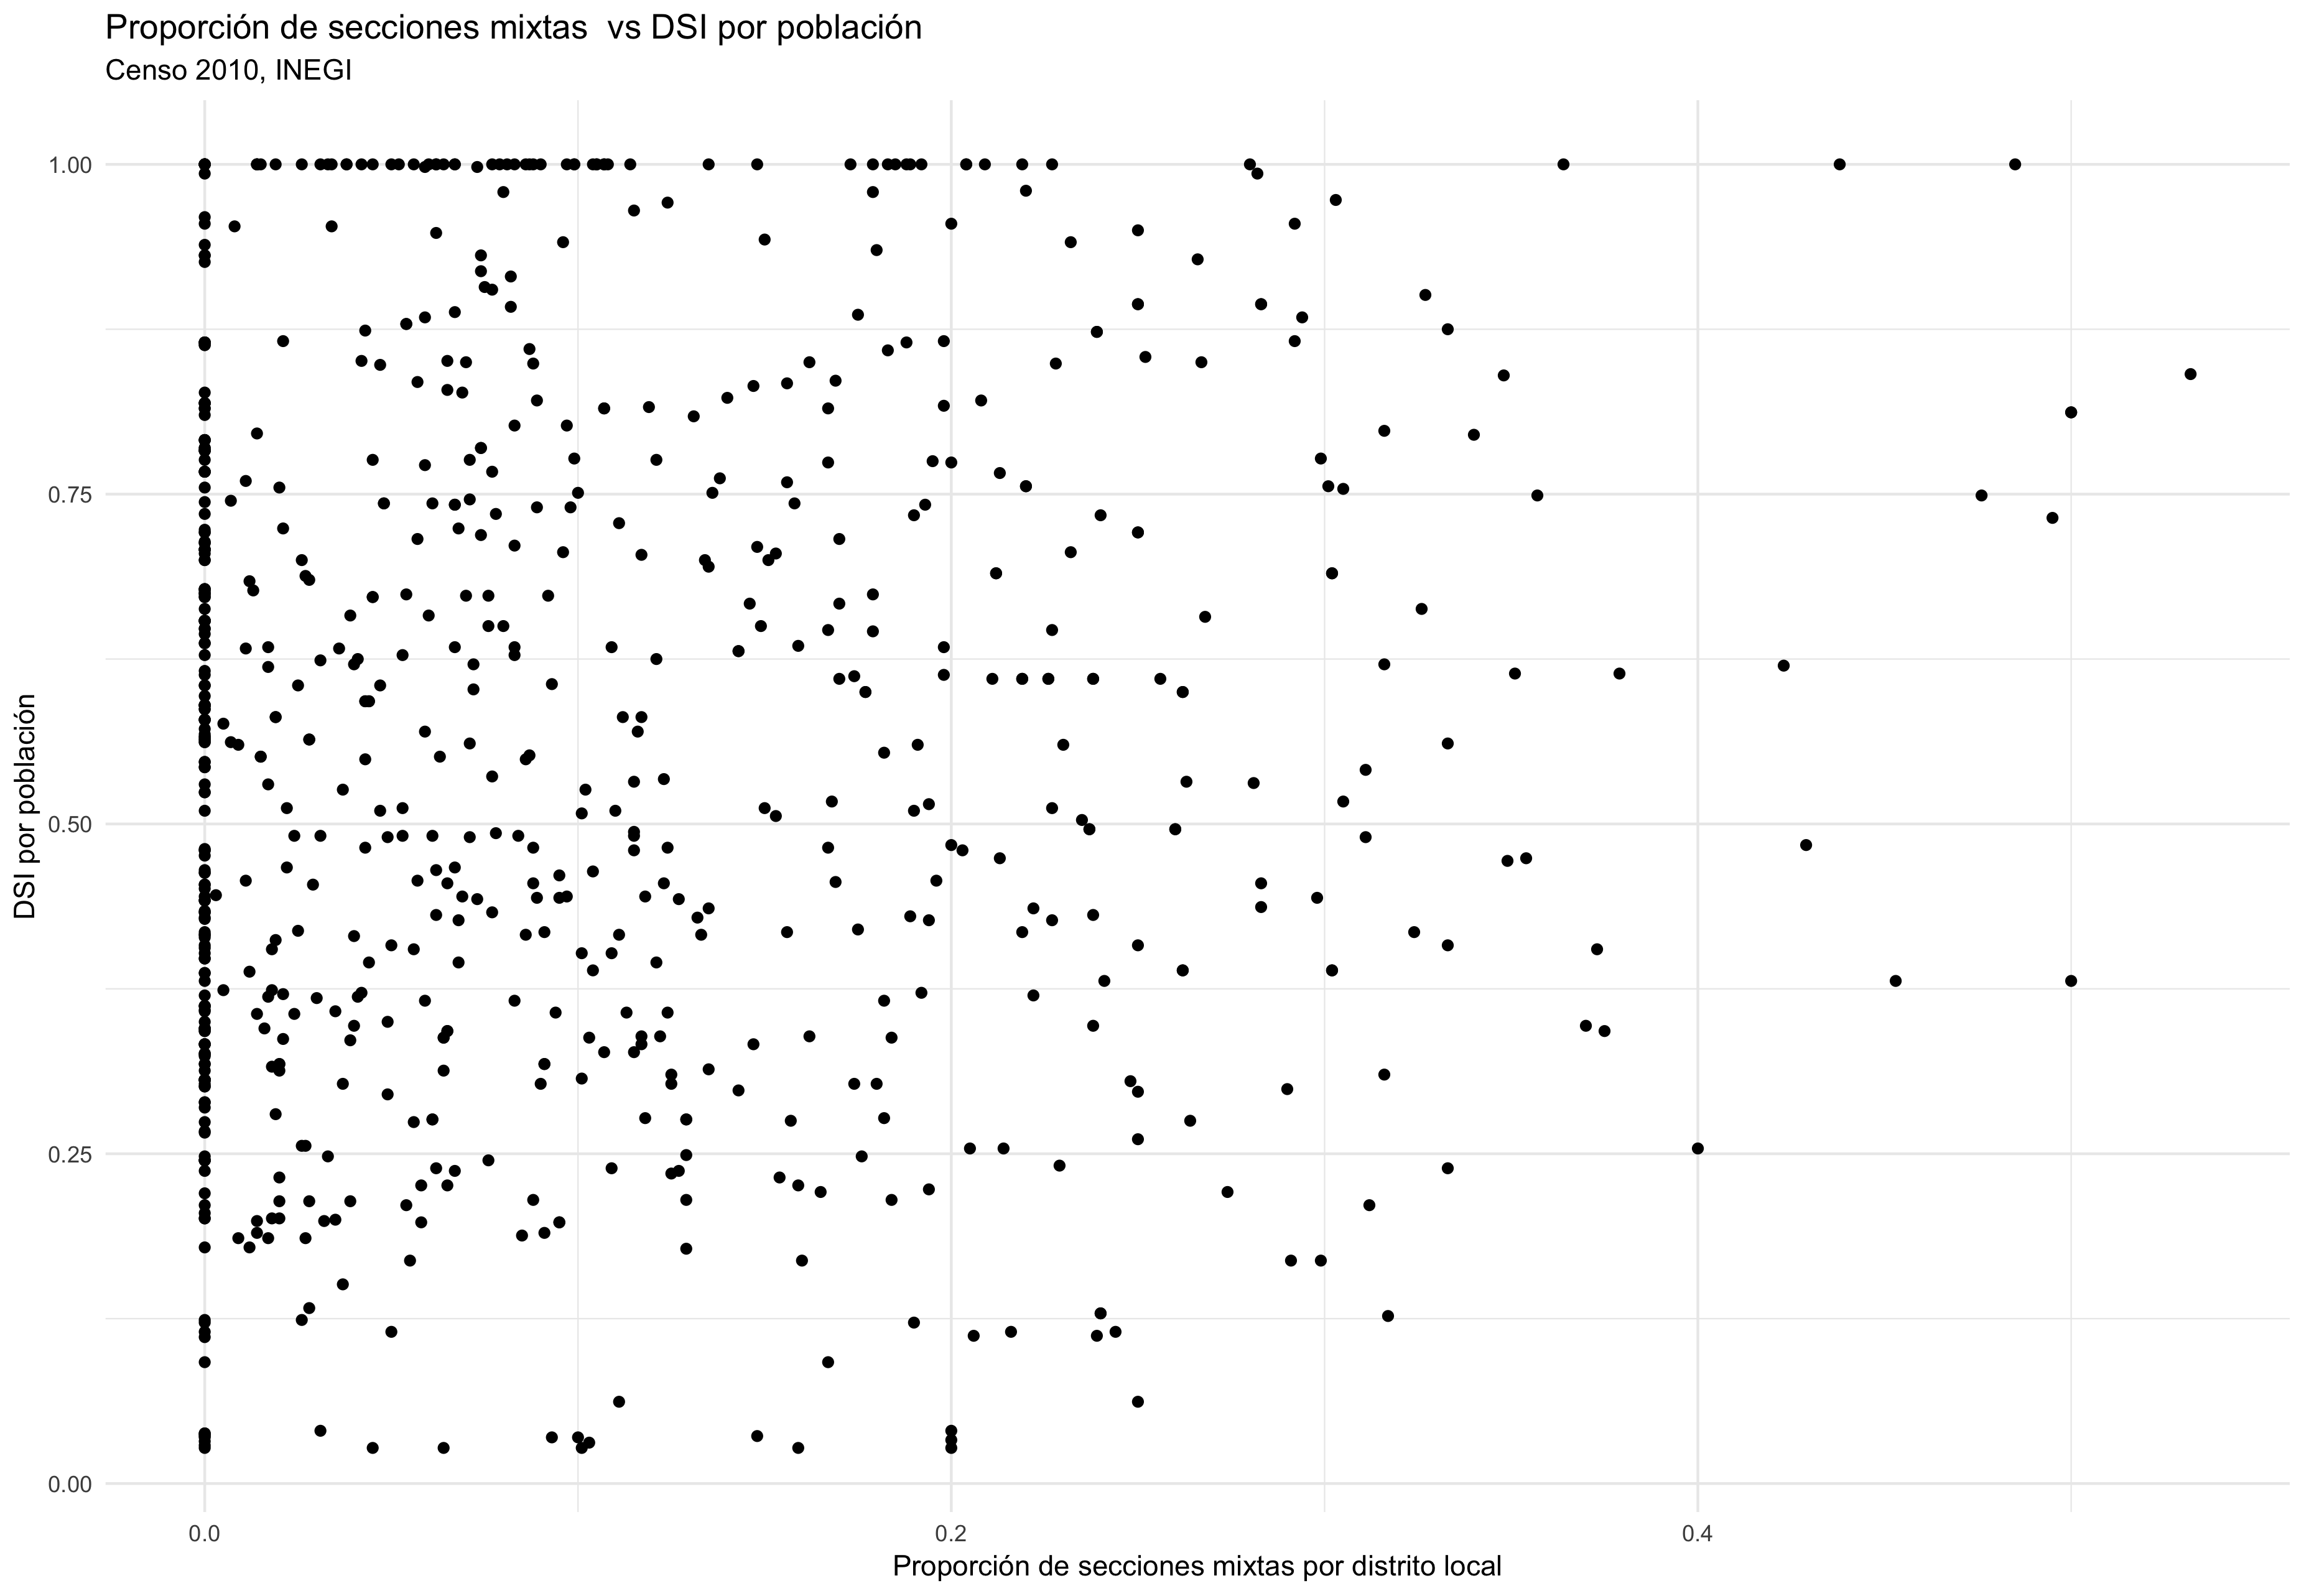 Proporción de secciones mixtas  vs DSI por población
Censo 2010, INEGI
DSI por población
1.00
0.75
0.50
0.25
0.00
0.0
0.2
0.4
Proporción de secciones mixtas por distrito local